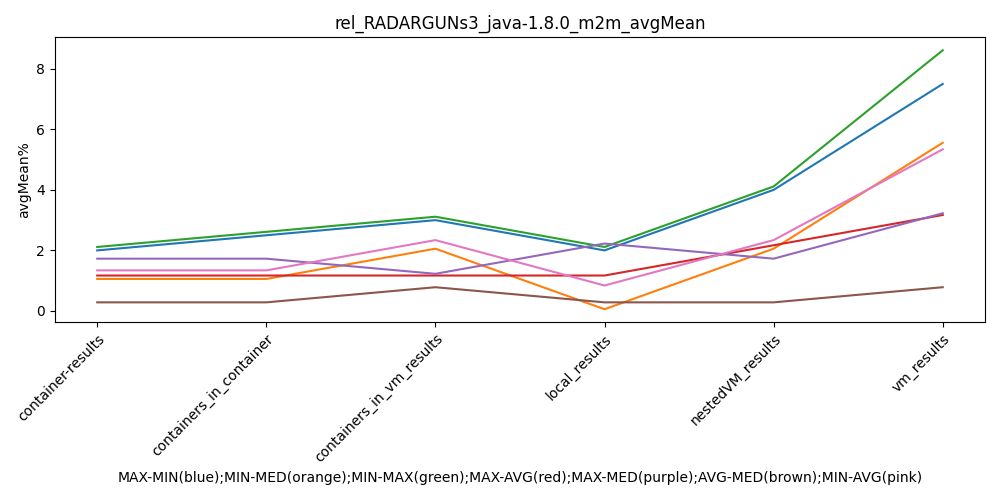 rel_RADARGUNs3_java-1.8.0_m2m_avgMean
avgMean%
8
6
4
2
0
container-results
containers_in_container
containers_in_vm_results
local_results
nestedVM_results
vm_results
MAX-MIN(blue);MIN-MED(orange);MIN-MAX(green);MAX-AVG(red);MAX-MED(purple);AVG-MED(brown);MIN-AVG(pink)